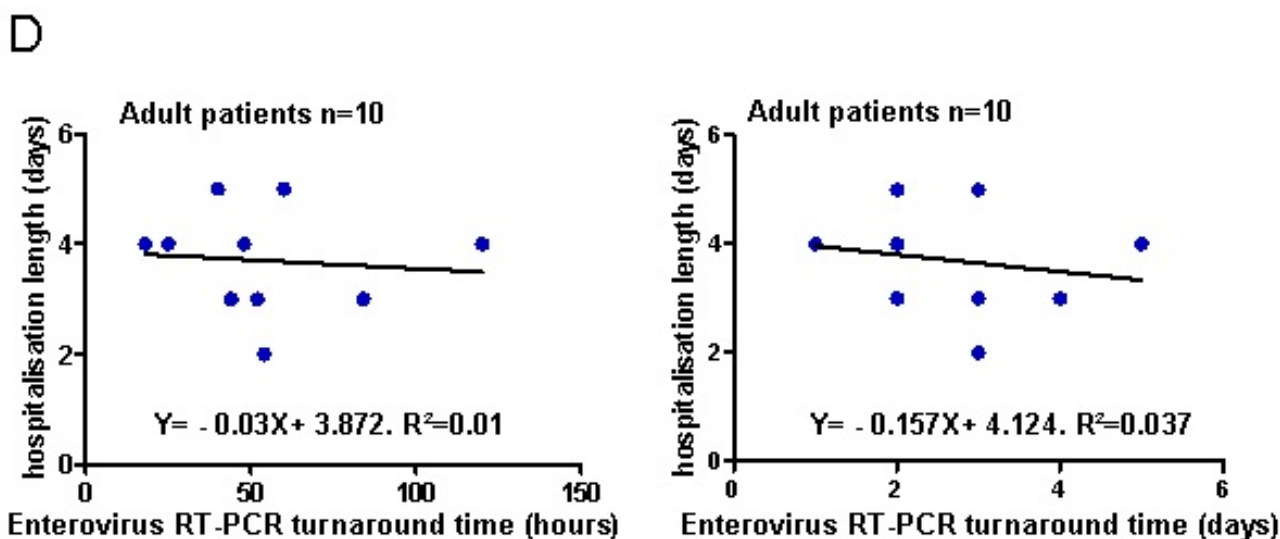 D
Adult patients n=10
hospitalisation length (days)
6
4
2
0
Y= - 0.03X+ 3.872. R²=0.01
0
50
100
150
Enterovirus RT-PCR turnaround time (hours)
Adult patients n=10
hospitalisation length (days)
6
4
2
0
Y= - 0.157X+ 4.124. R²=0.037
0
2
4
6
Enterovirus RT-PCR turnaround time (days)